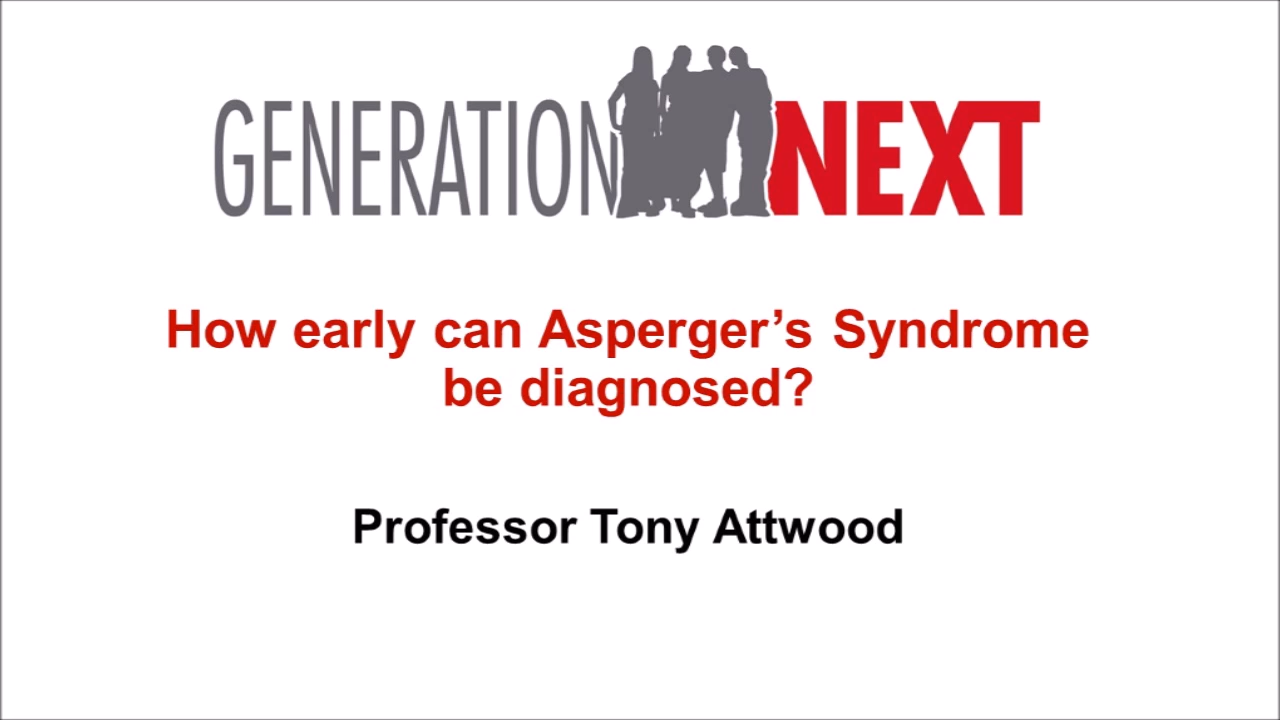 GENERATION NEXT
How early can Asperger’s Syndrome
be diagnosed?
Professor Tony Attwood